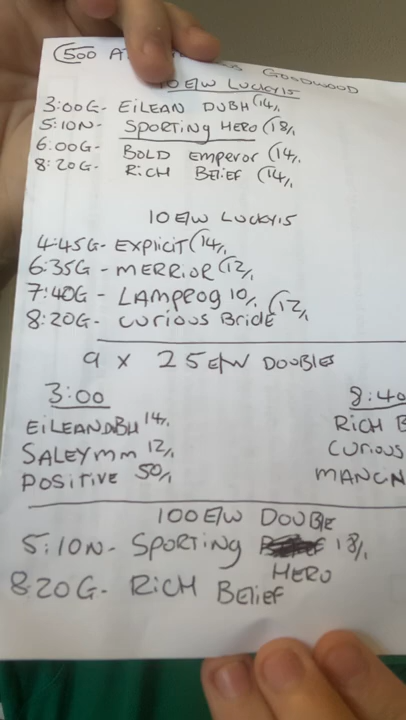 (500 A GOODWOOD
10 E/W LUCKY15
3:00G- EILEAN DUBH (14/1
5:10N- SPORTING HERO (18/1
6:00G- BOLD Emperor (14/1
8:20G- RICH BELIEF (14/1
10 E/W LUCKY15
4:45G- EXPLICIT (14/1
6:35G - MERRIOR (12/1
7:40G - LAMPROG 10/1
8:20G- CURIOUS BRIDE (12/1
9 x 25 E/W DOUBLES
3:00 8:40
EILEANDBH 14/1 RICH B
SALEYMM 12/1 CURIOUS
POSITIVE 50/1 MANCN
100 E/W DOUBLE
5:10N- SPORTING HERO 18/1
8:20G- RICH BELIEF